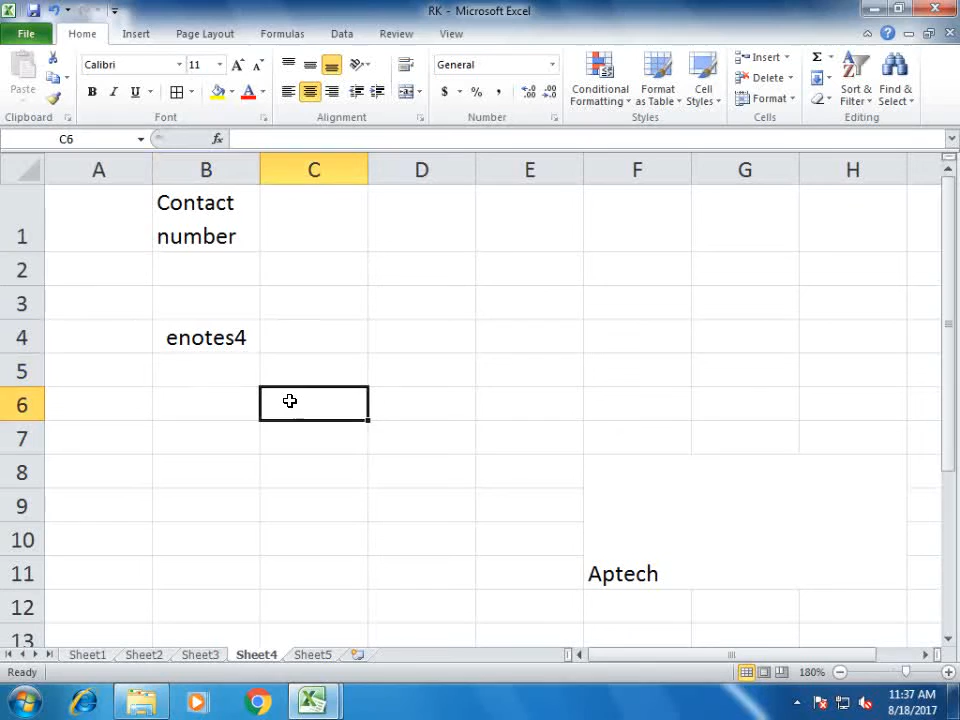 RK - Microsoft Excel
File Home Insert Page Layout Formulas Data Review View
Calibri 11 General
Insert
Delete
Format
Paste B I U $ % , Conditional Formatting Format as Table Cell Styles Sort & Filter Find & Select
Clipboard Font Alignment Number Styles Cells Editing
C6 fx
A B C D E F G H
Contact
1 number
2
3
4 enotes4
5
6
7
8
9
10
11 Aptech
12
13
Sheet1 Sheet2 Sheet3 Sheet4 Sheet5
Ready 180%
11:37 AM
8/18/2017